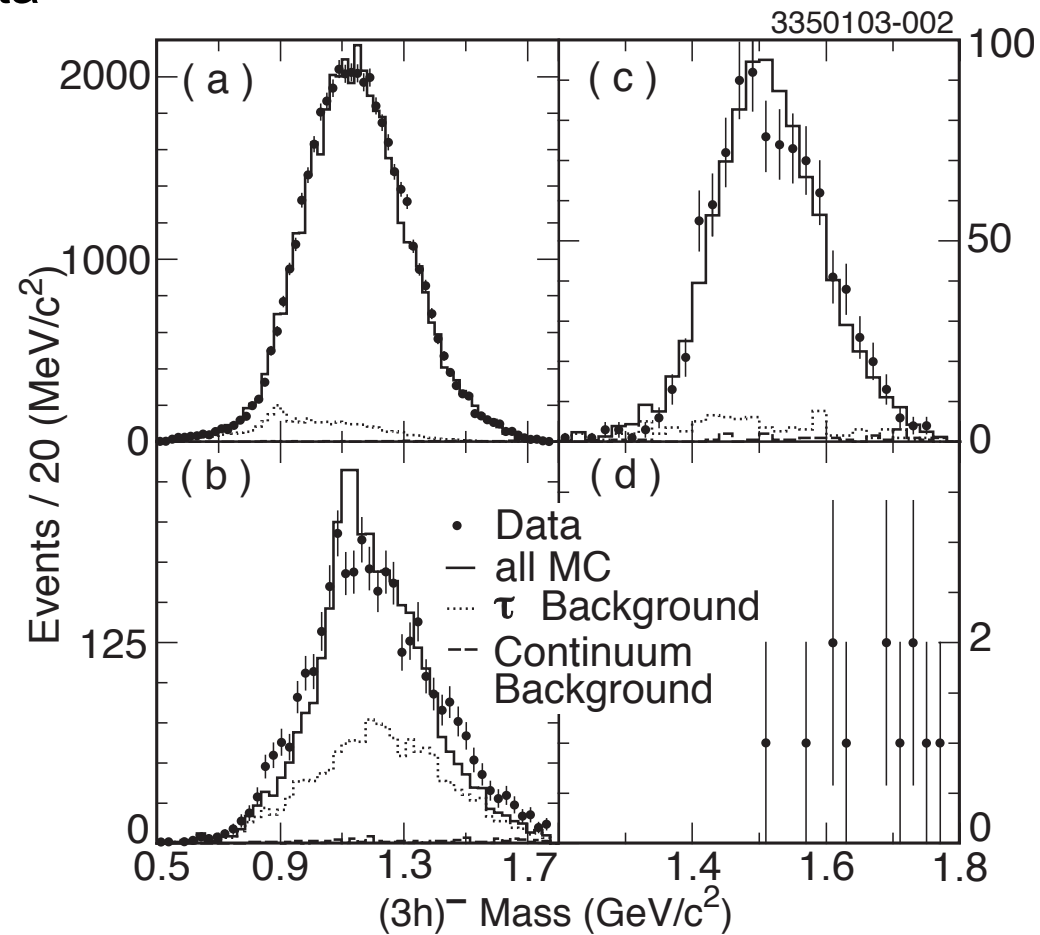 3350103-002
( a )
( c )
2000
1000
0
100
50
0
( b )
( d )
Data
all MC
τ Background
Continuum
Background
125
0
2
0
Events / 20 (MeV/c²)
0.5 0.9 1.3 1.7 1.4 1.6 1.8
(3h)⁻ Mass (GeV/c²)